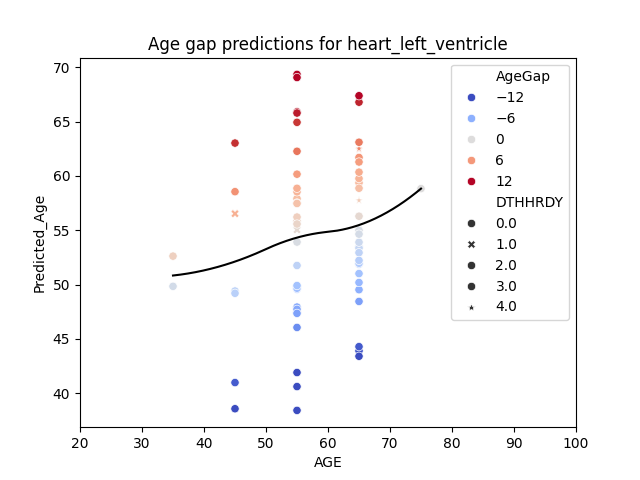 Age gap predictions for heart_left_ventricle
Predicted_Age
70
65
60
55
50
45
40
20 30 40 50 60 70 80 90 100
AGE
AgeGap
−12
−6
0
6
12
DTHHRDY
0.0
1.0
2.0
3.0
4.0